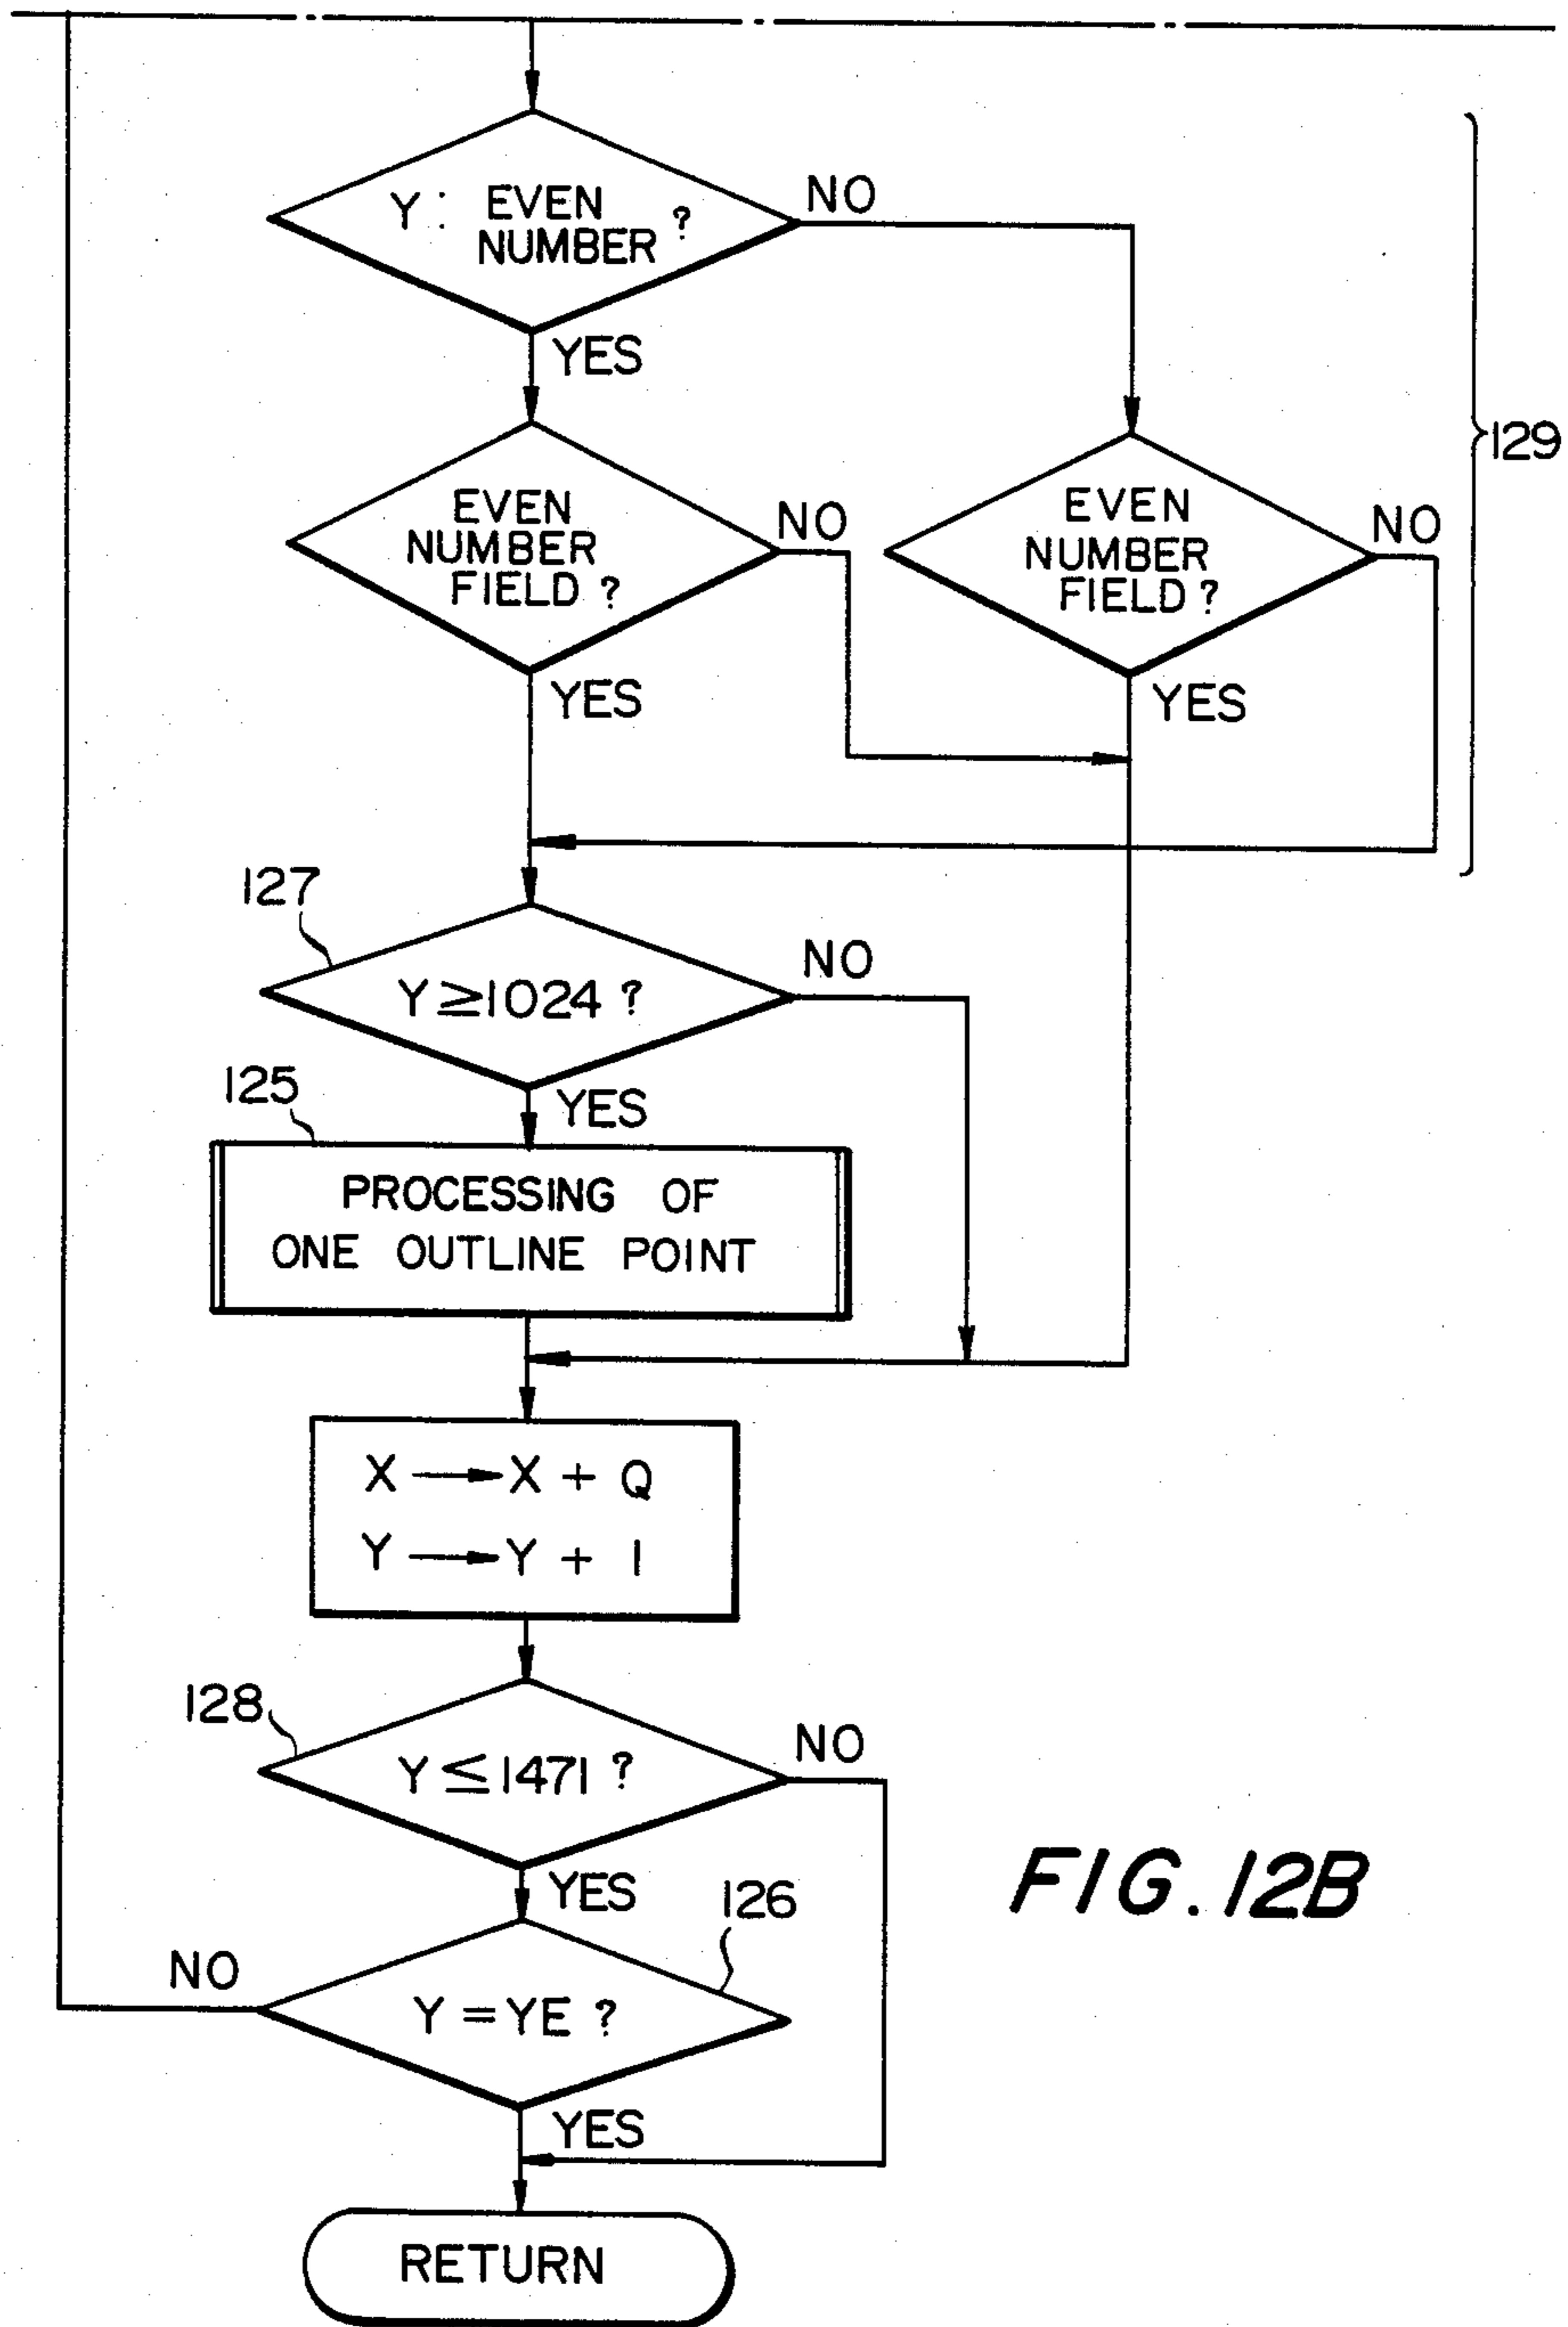 Y : EVEN NUMBER ?
NO
YES
EVEN
NUMBER
FIELD ?
NO
YES
EVEN
NUMBER
FIELD ?
NO
YES
129
127
Y ≥ 1024 ?
NO
YES
125
PROCESSING OF
ONE OUTLINE POINT
X → X + Q
Y → Y + 1
128
Y ≤ 1471 ?
NO
YES
126
NO
Y = YE ?
YES
RETURN
FIG. 12B